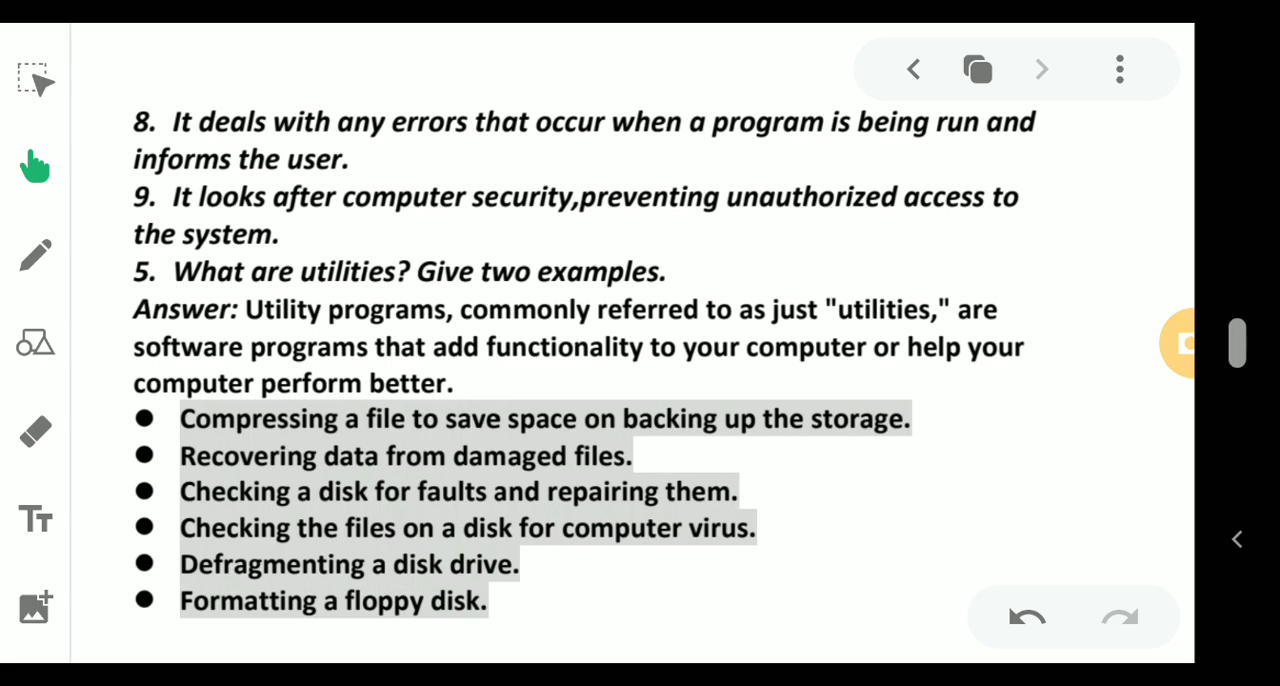 8. It deals with any errors that occur when a program is being run and
informs the user.
9. It looks after computer security,preventing unauthorized access to
the system.
5. What are utilities? Give two examples.
Answer: Utility programs, commonly referred to as just "utilities," are
software programs that add functionality to your computer or help your
computer perform better.
● Compressing a file to save space on backing up the storage.
● Recovering data from damaged files.
● Checking a disk for faults and repairing them.
● Checking the files on a disk for computer virus.
● Defragmenting a disk drive.
● Formatting a floppy disk.
TT